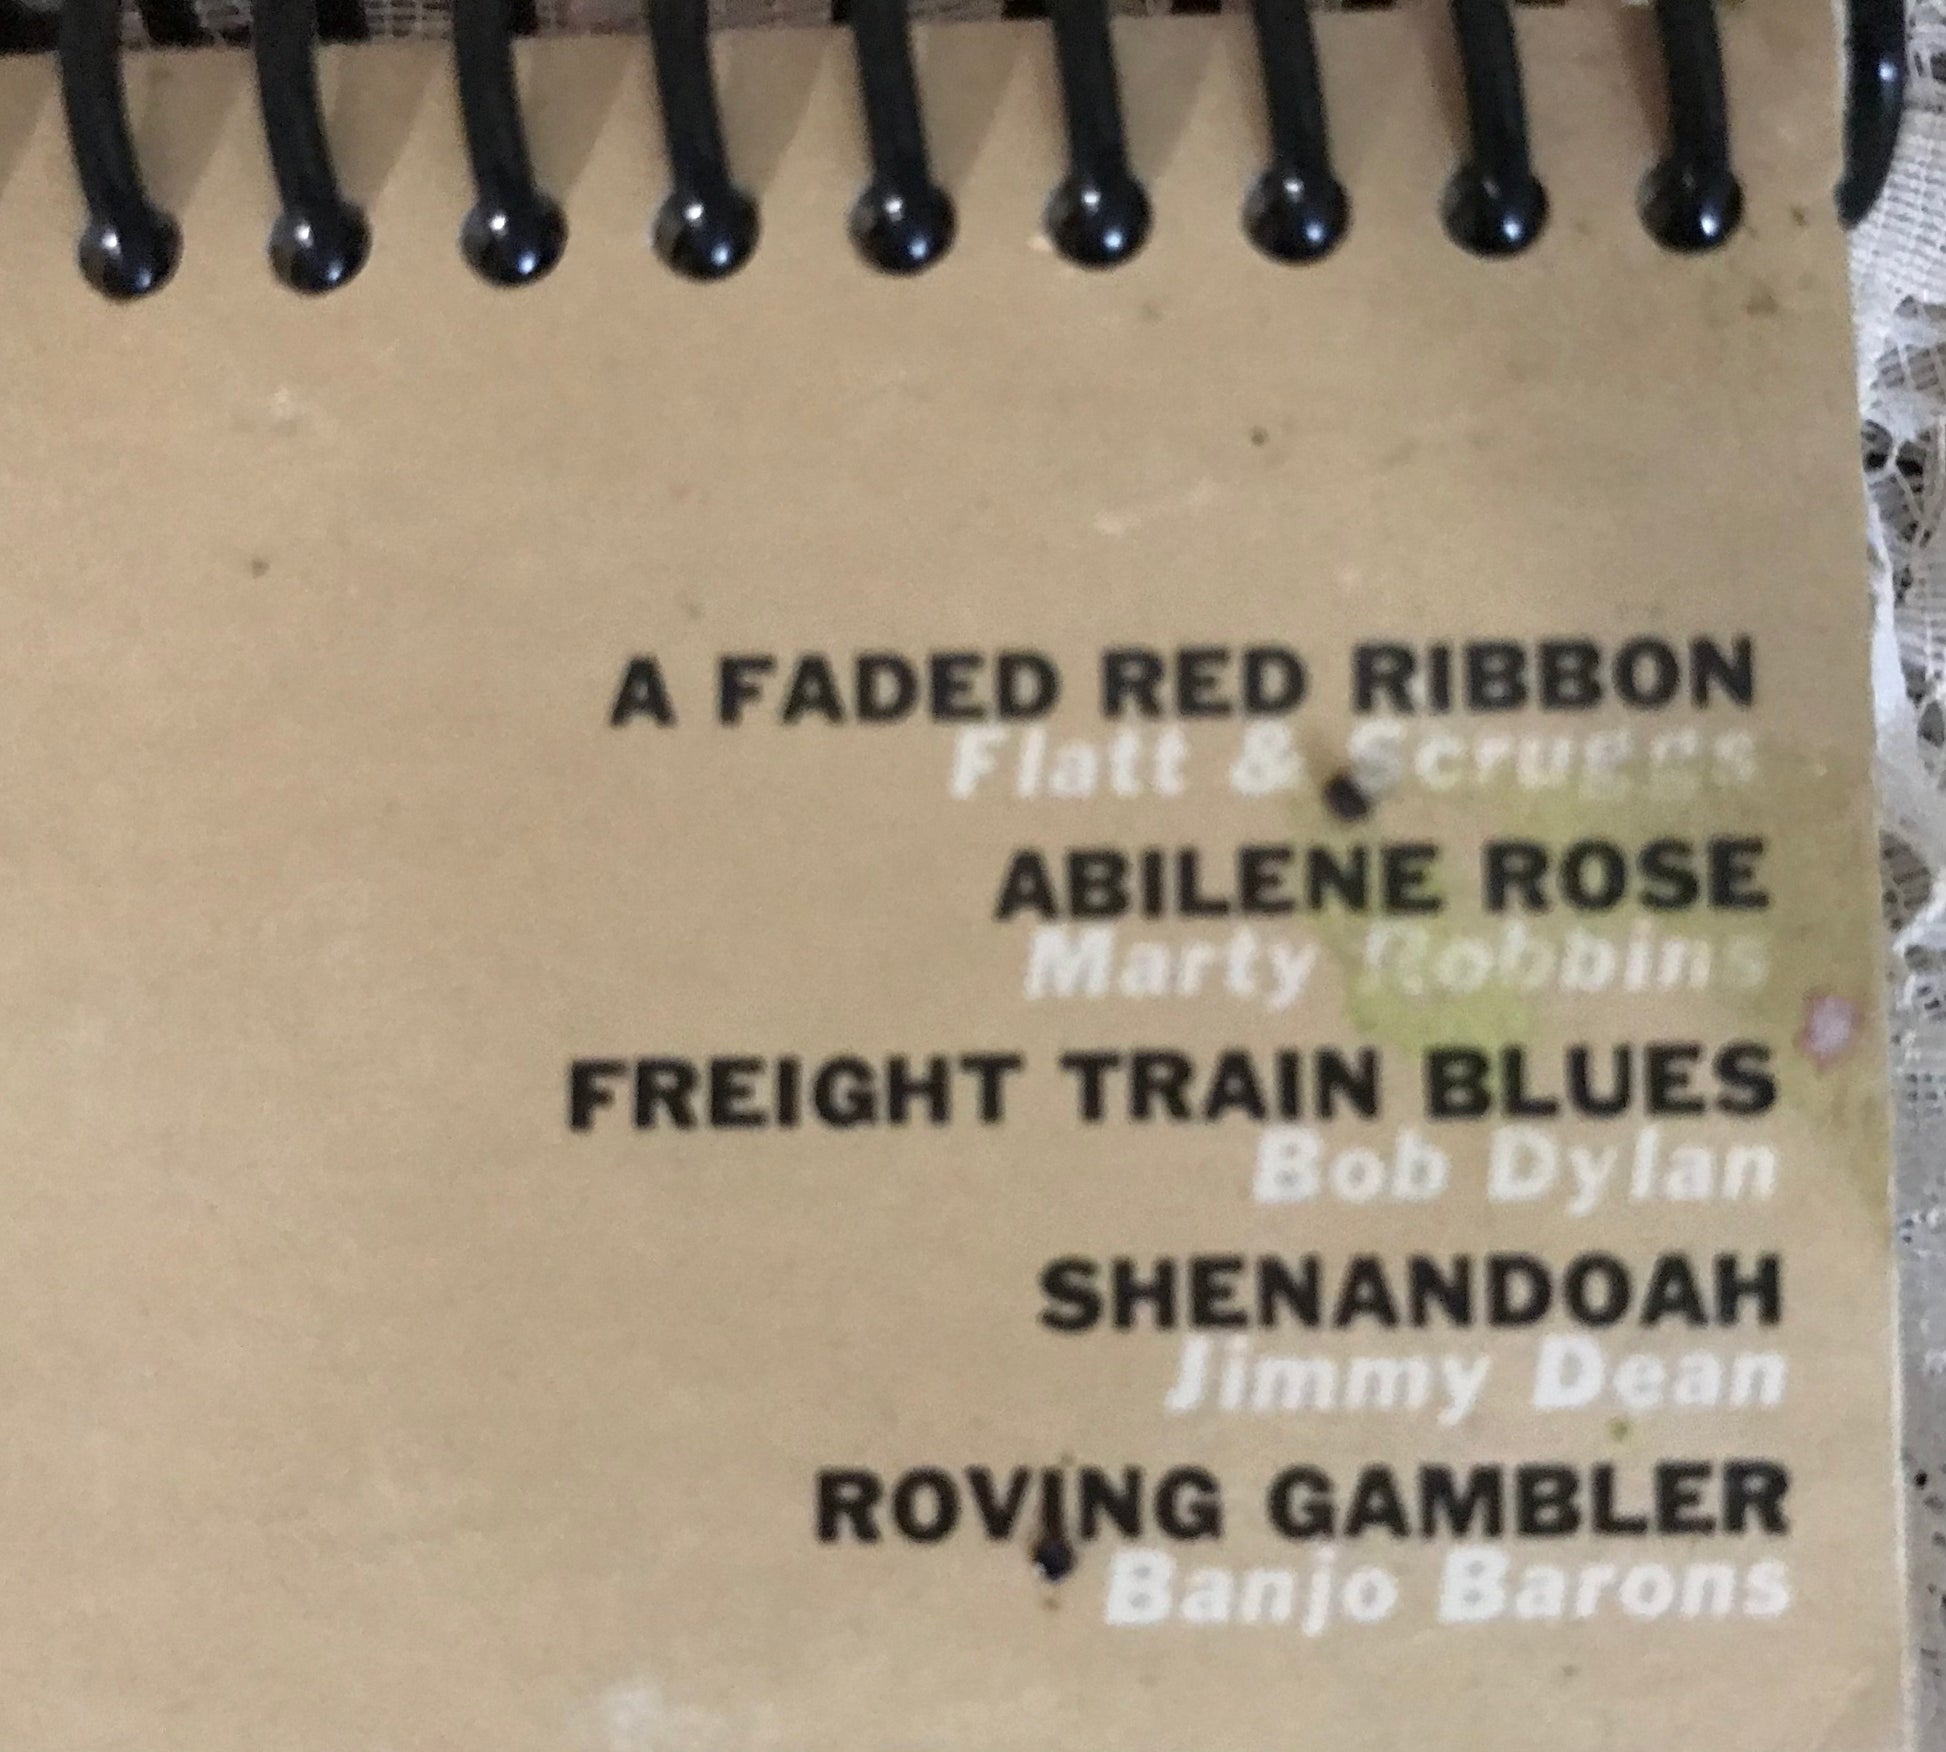 A FADED RED RIBBON
Flatt & Scruggs
ABILENE ROSE
Marty Robbins
FREIGHT TRAIN BLUES
Bob Dylan
SHENANDOAH
Jimmy Dean
ROVING GAMBLER
Banjo Barons